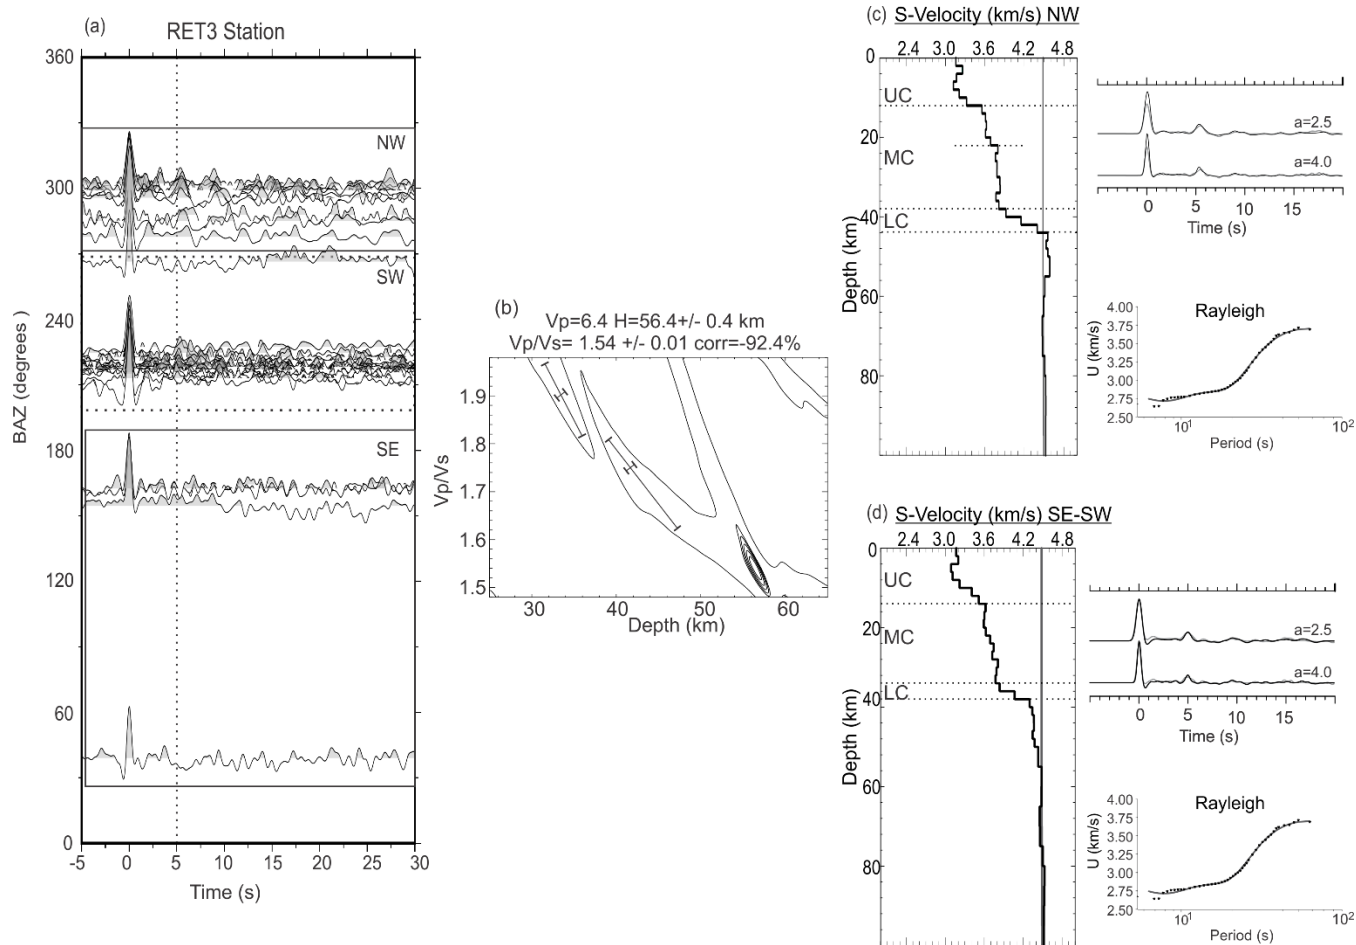 (a)
RET3 Station
360
300
240
180
120
60
0
BAZ (degrees )
NW
SW
SE
-5 0 5 10 15 20 25 30
Time (s)
(b)
Vp=6.4 H=56.4+/- 0.4 km
Vp/Vs= 1.54 +/- 0.01 corr=-92.4%
1.9
1.8
1.7
1.6
1.5
Vp/Vs
30 40 50 60
Depth (km)
(c) S-Velocity (km/s) NW
2.4 3.0 3.6 4.2 4.8
0
20
40
60
80
Depth (km)
UC
MC
LC
a=2.5
a=4.0
0 5 10 15
Time (s)
Rayleigh
4.00
3.75
3.00
2.75
2.50
U (km/s)
10¹ 10²
Period (s)
(d) S-Velocity (km/s) SE-SW
2.4 3.0 3.6 4.2 4.8
0
20
40
60
80
Depth (km)
UC
MC
LC
a=2.5
a=4.0
0 5 10 15
Time (s)
Rayleigh
4.00
3.75
3.00
2.75
2.50
U (km/s)
10¹ 10²
Period (s)